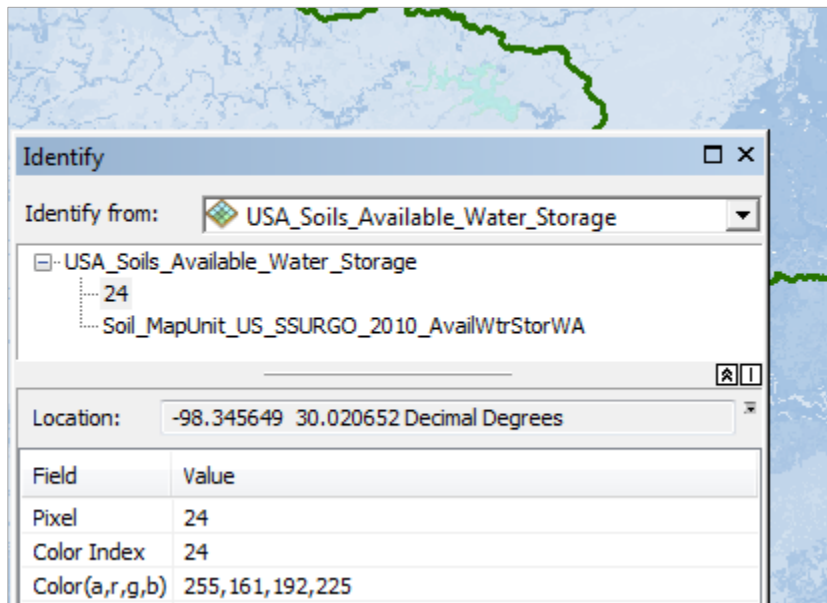 Identify
Identify from: USA_Soils_Available_Water_Storage
USA_Soils_Available_Water_Storage
24
Soil_MapUnit_US_SSURGO_2010_AvailWtrStorWA
Location: -98.345649 30.020652 Decimal Degrees
Field Value
Pixel 24
Color Index 24
Color(a,r,g,b) 255,161,192,225